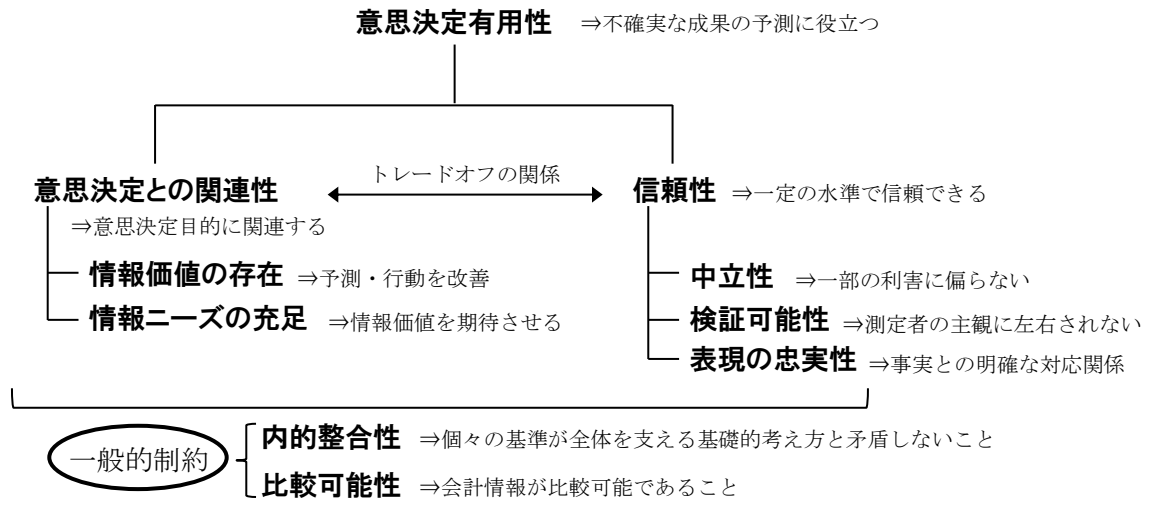 意思決定有用性 ⇒不確実な成果の予測に役立つ
トレードオフの関係
意思決定との関連性
⇒意思決定目的に関連する
情報価値の存在 ⇒予測・行動を改善
情報ニーズの充足 ⇒情報価値を期待させる
信頼性 ⇒一定の水準で信頼できる
中立性 ⇒一部の利害に偏らない
検証可能性 ⇒測定者の主観に左右されない
表現の忠実性 ⇒事実との明確な対応関係
一般的制約
内的整合性 ⇒個々の基準が全体を支える基礎的考え方と矛盾しないこと
比較可能性 ⇒会計情報が比較可能であること